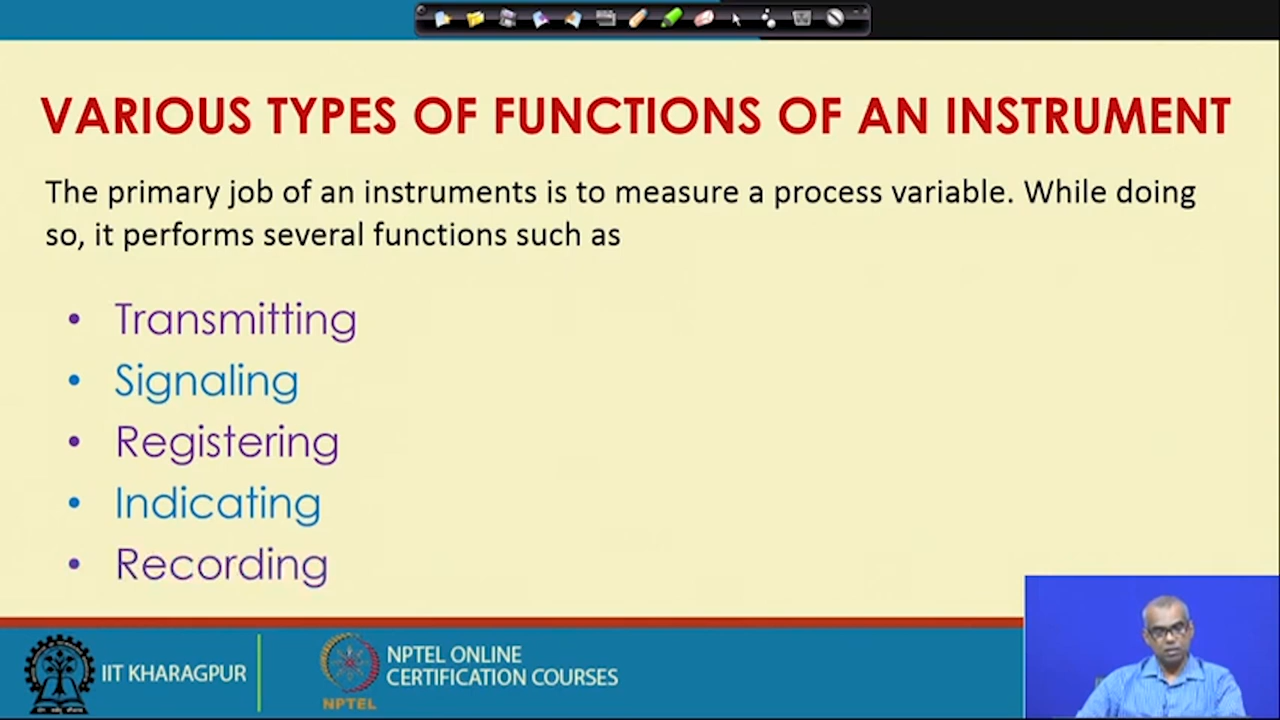 VARIOUS TYPES OF FUNCTIONS OF AN INSTRUMENT
The primary job of an instruments is to measure a process variable. While doing
so, it performs several functions such as
• Transmitting
• Signaling
• Registering
• Indicating
• Recording
IIT KHARAGPUR
NPTEL
NPTEL ONLINE
CERTIFICATION COURSES